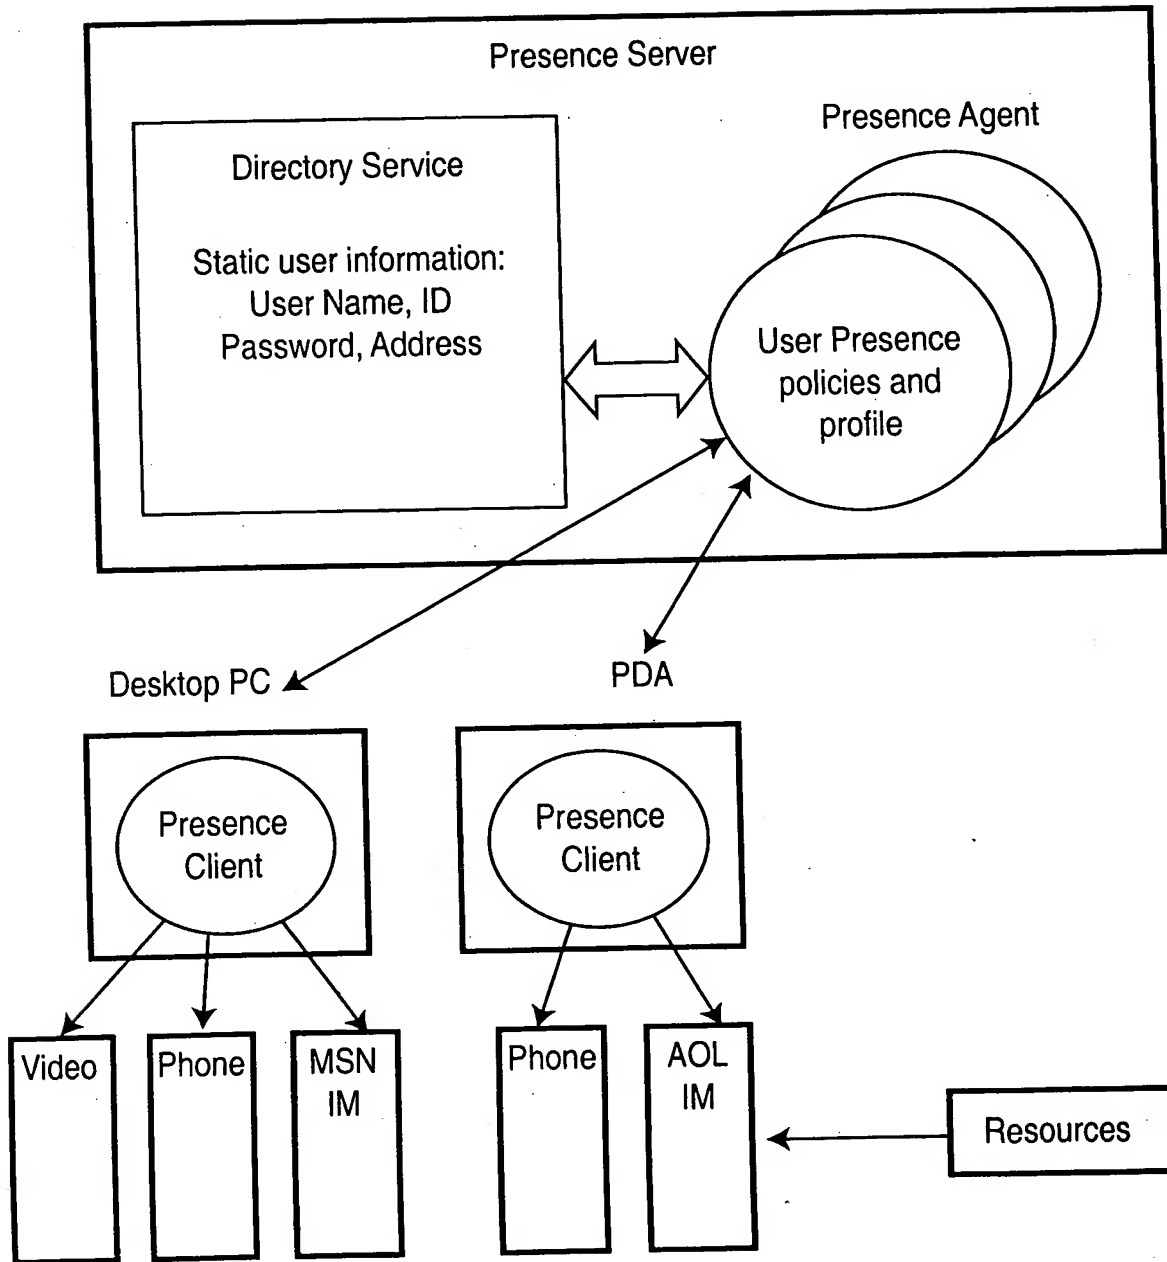 Presence Server
Presence Agent
Directory Service
Static user information:
User Name, ID
Password, Address
User Presence
policies and
profile
Desktop PC
PDA
Presence
Client
Presence
Client
Video
Phone
MSN
IM
Phone
AOL
IM
Resources